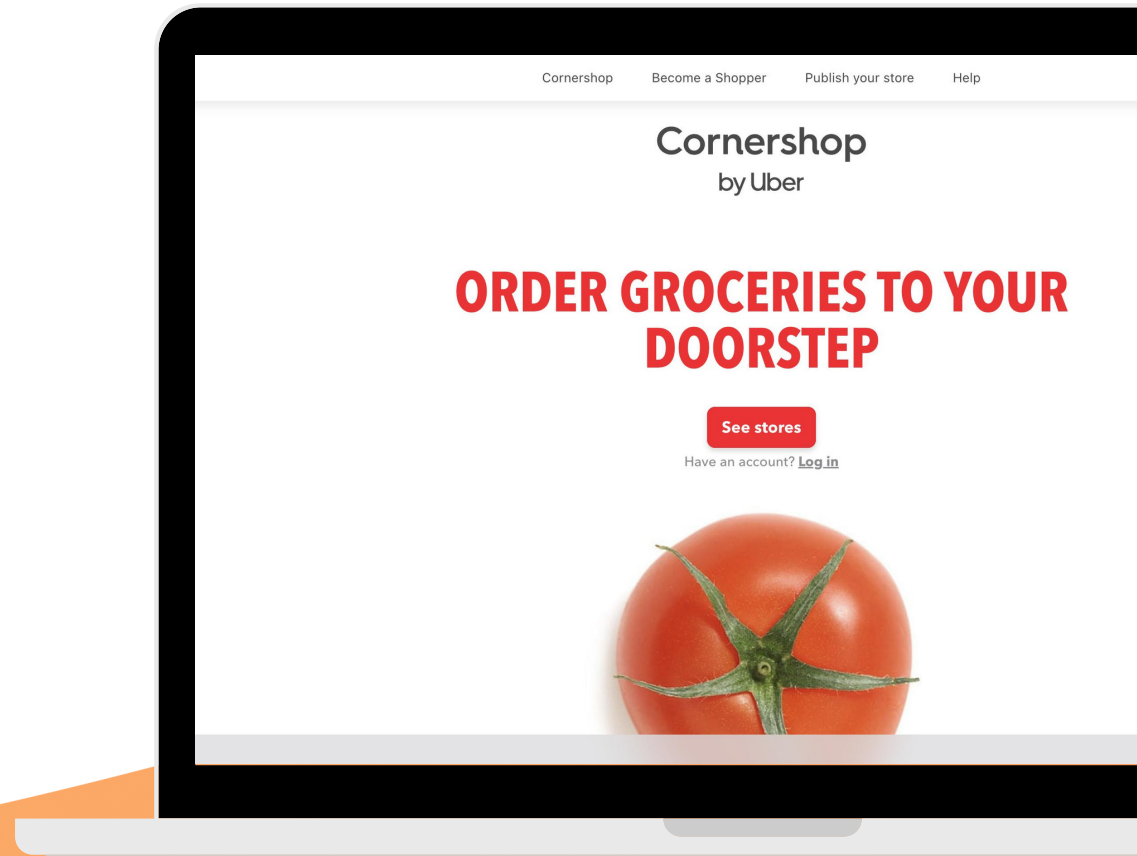 Cornershop Become a Shopper Publish your store Help
Cornershop
by Uber
ORDER GROCERIES TO YOUR
DOORSTEP
See stores
Have an account? Log in